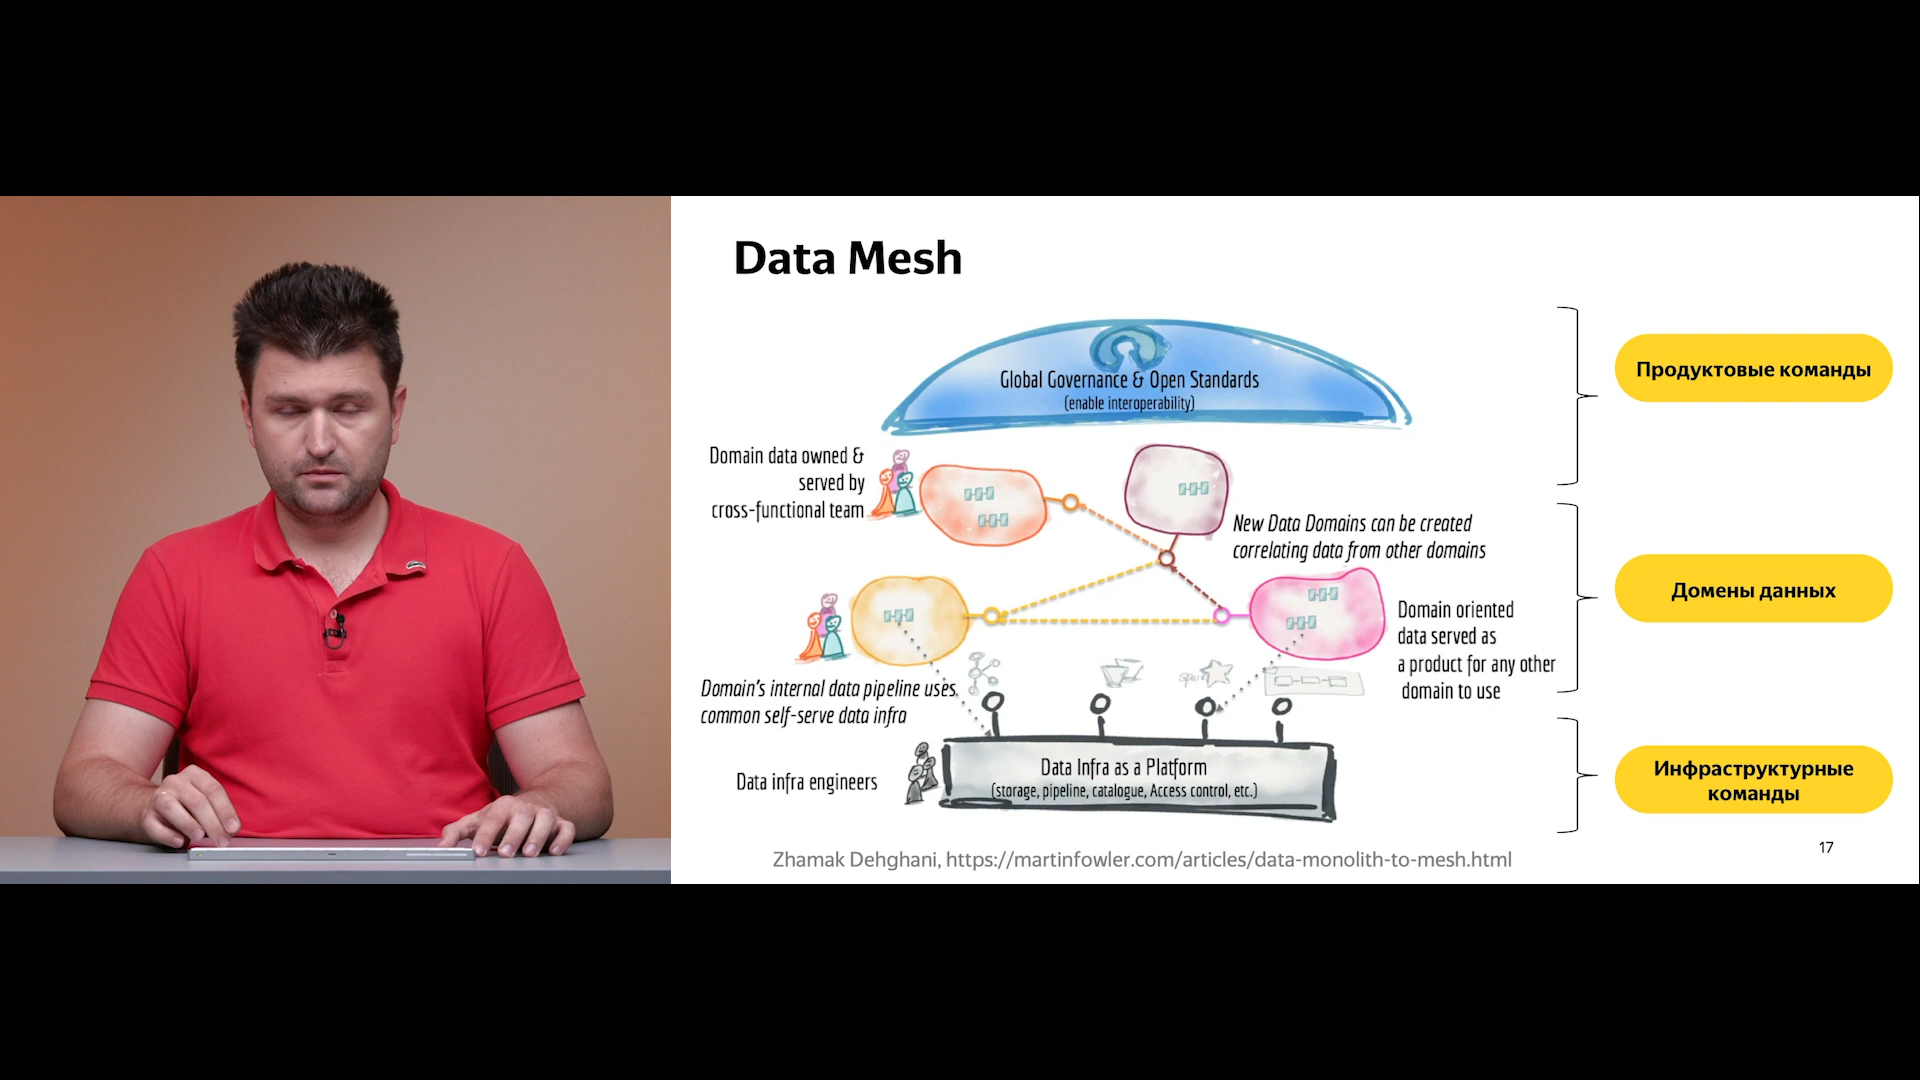 Data Mesh
Global Governance & Open Standards
(enable interoperability)
Продуктовые команды
Domain data owned &
served by
cross-functional team
New Data Domains can be created
correlating data from other domains
Домены данных
Domain oriented
data served as
a product for any other
domain to use
Domain's internal data pipeline uses
common self-serve data infra
Data infra engineers
Data Infra as a Platform
(storage, pipeline, catalogue, Access control, etc.)
Инфраструктурные
команды
17
Zhamak Dehghani, https://martinfowler.com/articles/data-monolith-to-mesh.html